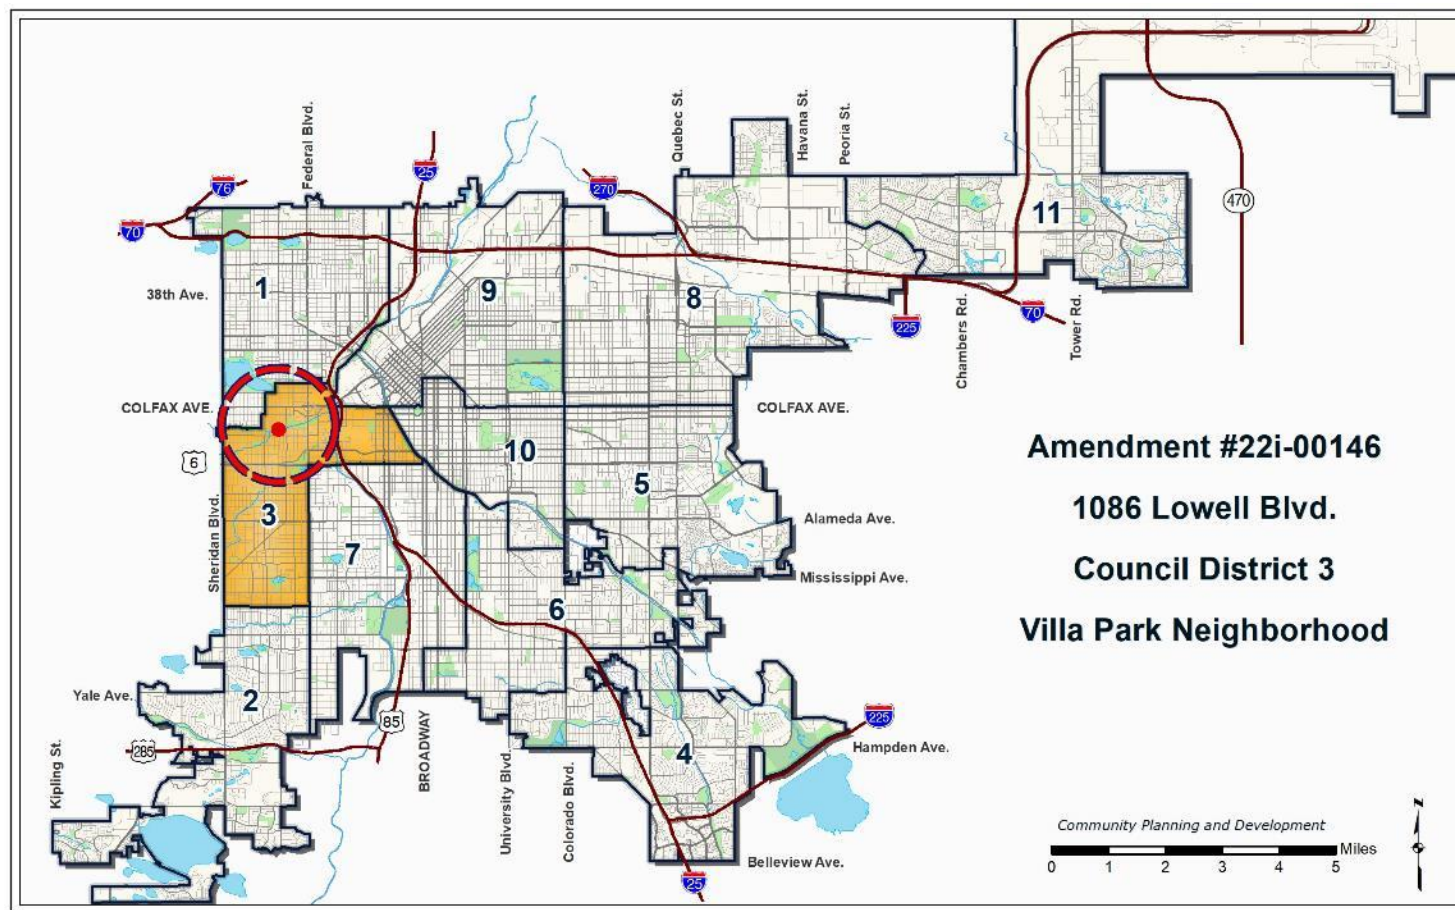 Federal Blvd.
Quebec St.
Havana St.
Peoria St.
76
25
270
70
11
470
38th Ave.
1
9
8
225
Chambers Rd.
70
Tower Rd.
COLFAX AVE.
COLFAX AVE.
6
10
5
Sheridan Blvd.
3
7
Alameda Ave.
Mississippi Ave.
6
Amendment #22i-00146
1086 Lowell Blvd.
Council District 3
Villa Park Neighborhood
Yale Ave.
2
85
BROADWAY
225
285
Kipling St.
University Blvd.
Colorado Blvd.
4
Hampden Ave.
Belleview Ave.
25
Community Planning and Development
Miles
0 1 2 3 4 5
Z